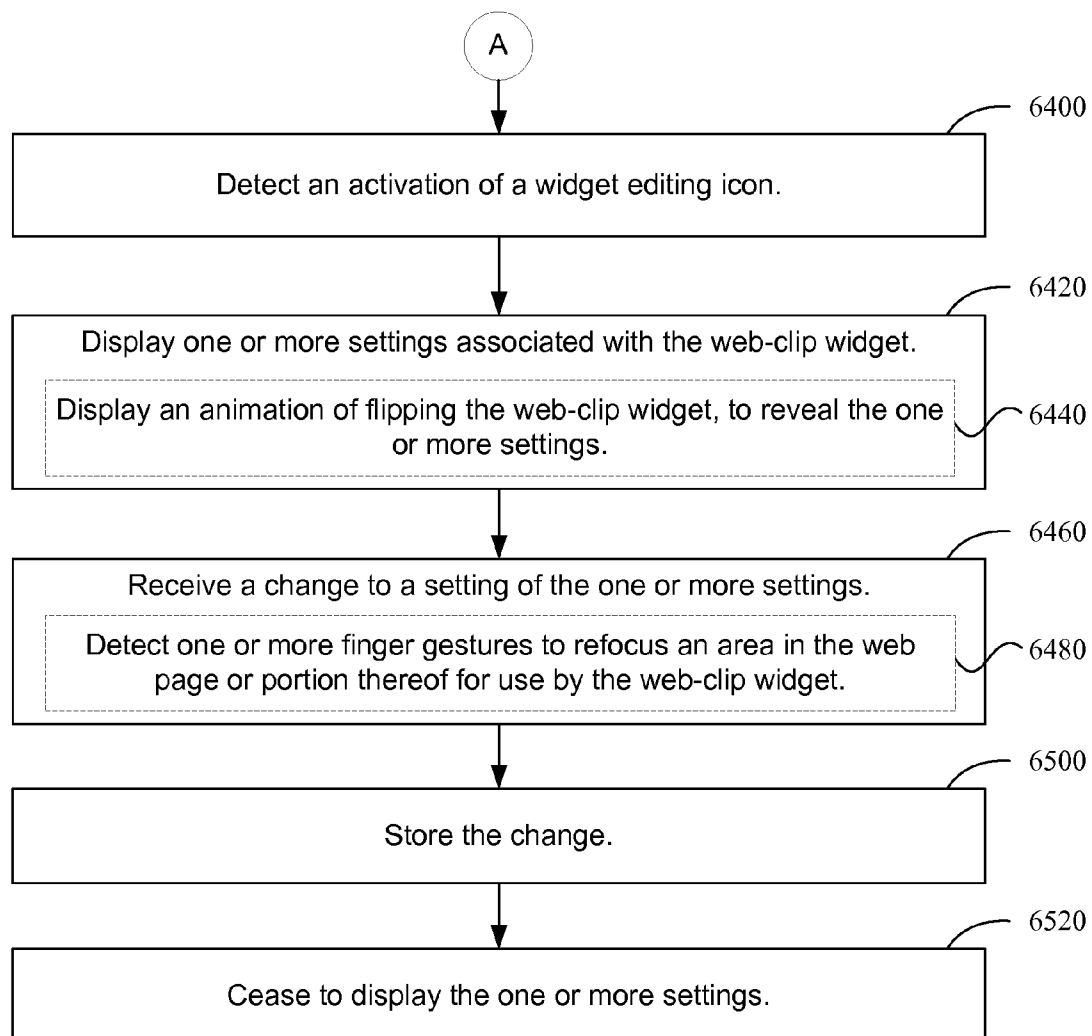 A
6400
Detect an activation of a widget editing icon.
6420
Display one or more settings associated with the web-clip widget.
Display an animation of flipping the web-clip widget, to reveal the one
or more settings.
6440
6460
Receive a change to a setting of the one or more settings.
Detect one or more finger gestures to refocus an area in the web
page or portion thereof for use by the web-clip widget.
6480
6500
Store the change.
6520
Cease to display the one or more settings.